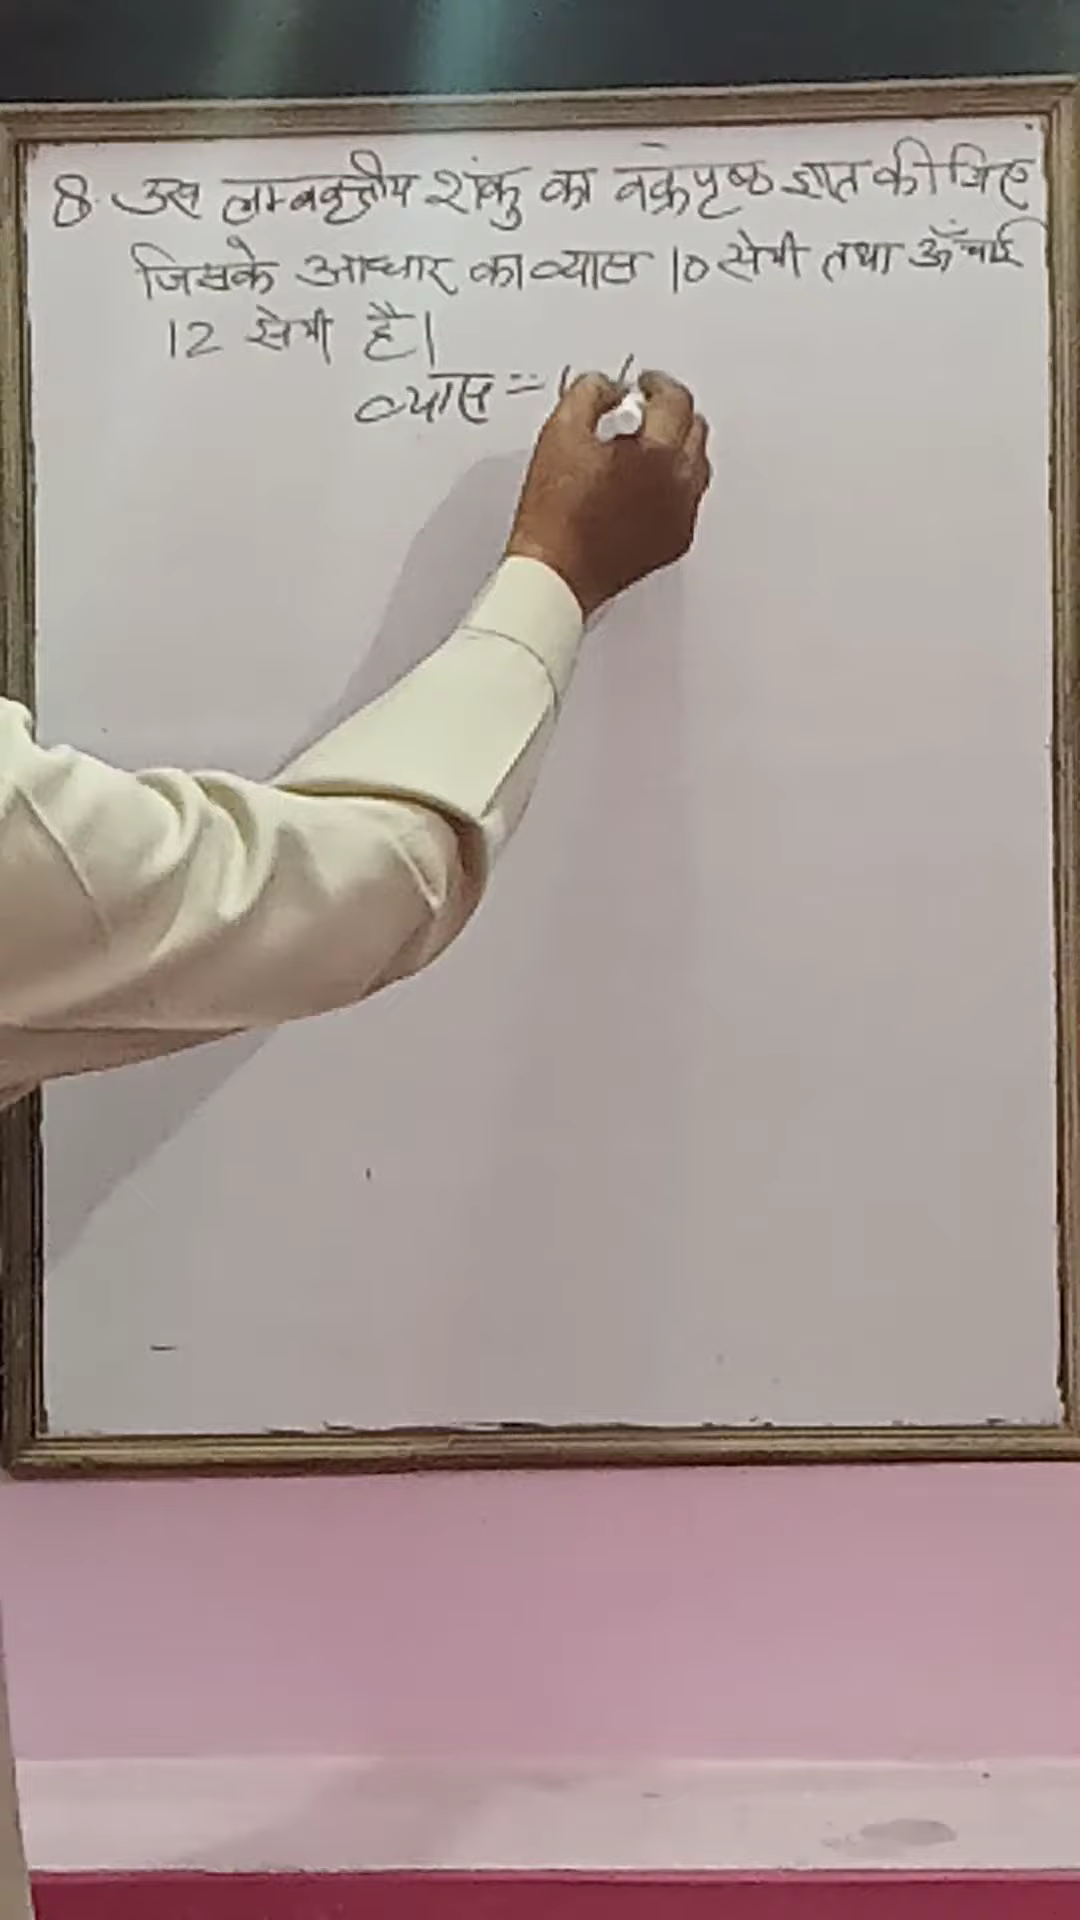 8. उस लम्बवृत्तीय शंकु का वक्रपृष्ठ ज्ञात कीजिए
जिसके आधार का व्यास 10 सेमी तथा ऊँचाई
12 सेमी है।
व्यास =